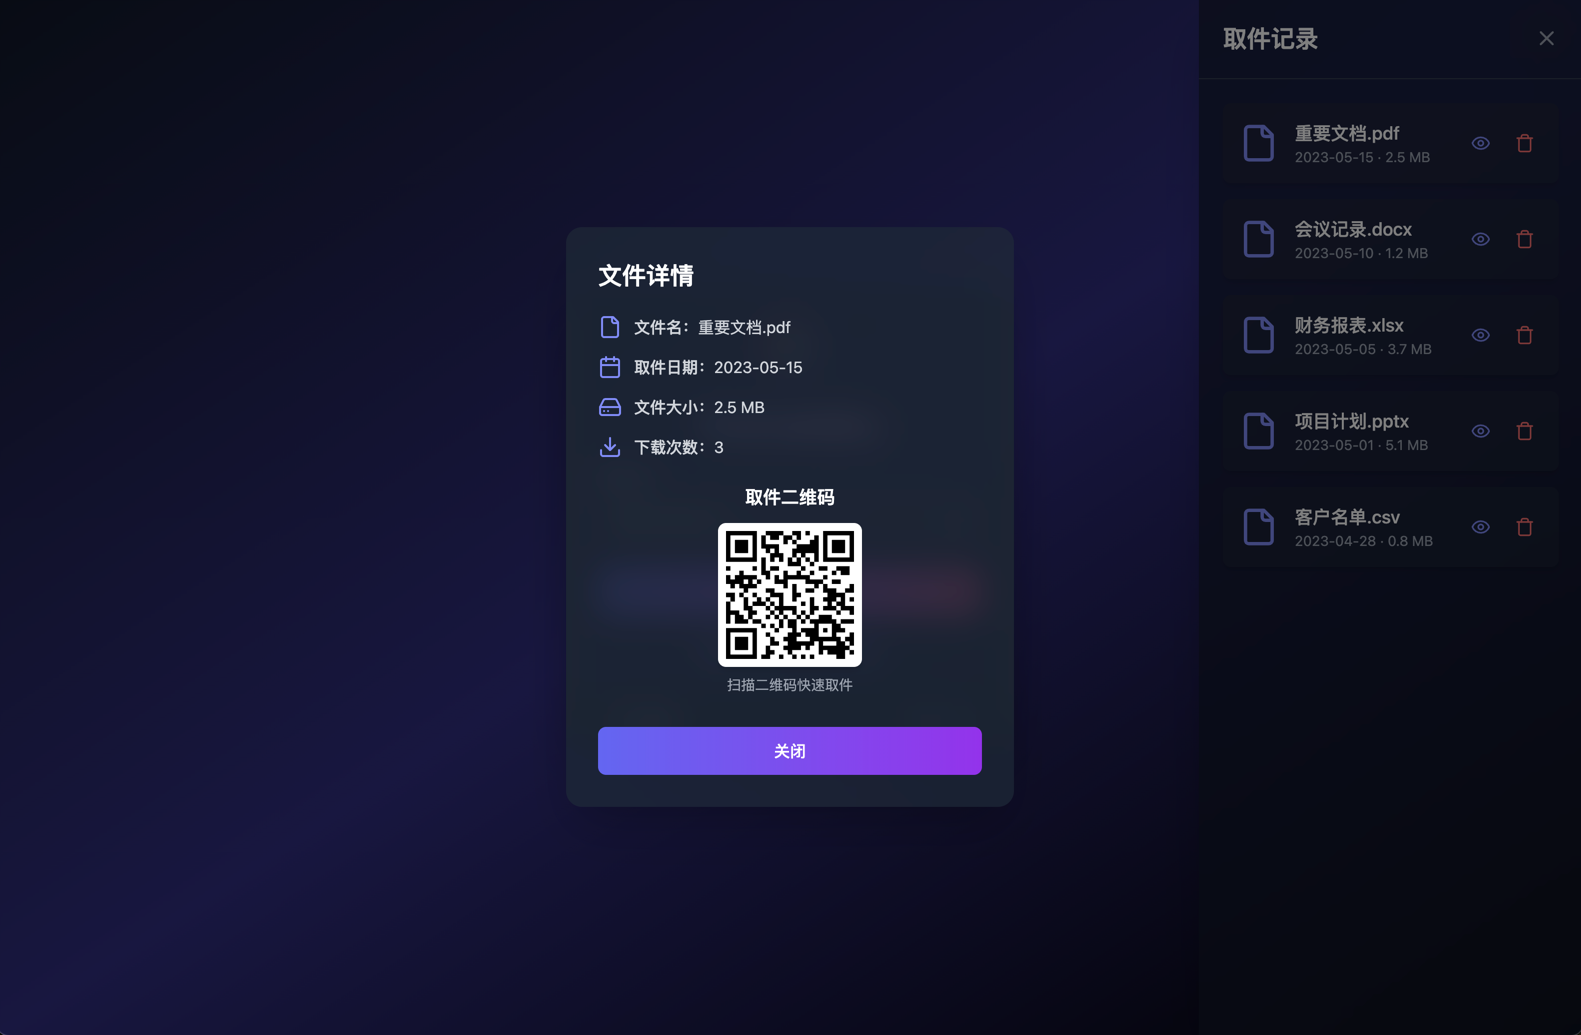 文件详情
文件名：重要文档.pdf
取件日期：2023-05-15
文件大小：2.5 MB
下载次数：3
取件二维码
扫描二维码快速取件
关闭
取件记录
重要文档.pdf
2023-05-15 · 2.5 MB
会议记录.docx
2023-05-10 · 1.2 MB
财务报表.xlsx
2023-05-05 · 3.7 MB
项目计划.pptx
2023-05-01 · 5.1 MB
客户名单.csv
2023-04-28 · 0.8 MB